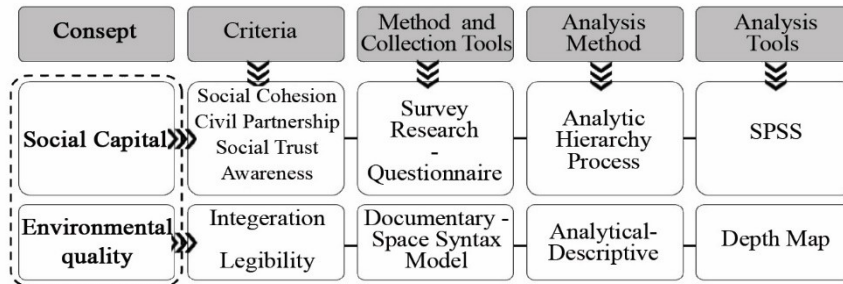 Consept
Criteria
Method and
Collection Tools
Analysis
Method
Analysis
Tools
Social Capital
Social Cohesion
Civil Partnership
Social Trust
Awareness
Survey
Research
-
Questionnaire
Analytic
Hierarchy
Process
SPSS
Environmental
quality
Integeration
Legibility
Documentary -
Space Syntax
Model
Analytical-
Descriptive
Depth Map